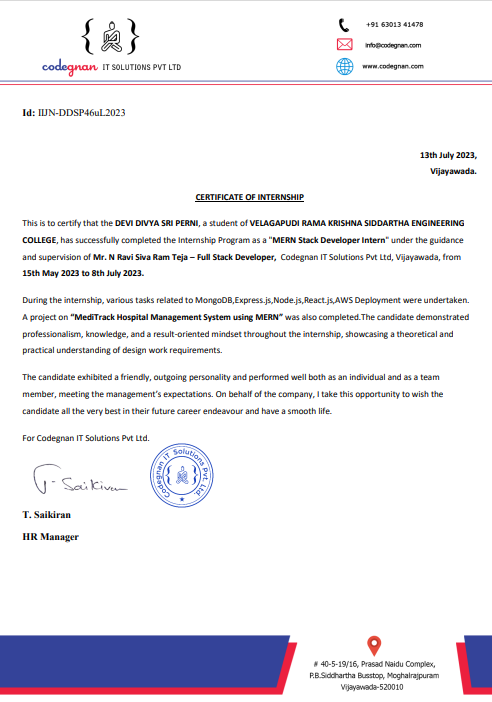 +91 63013 41478
info@codegnan.com
codegnan IT SOLUTIONS PVT LTD
www.codegnan.com
Id: IIJN-DDSP46uL2023
13th July 2023,
Vijayawada.
CERTIFICATE OF INTERNSHIP
This is to certify that the DEVI DIVYA SRI PERNI, a student of VELAGAPUDI RAMA KRISHNA SIDDARTHA ENGINEERING
COLLEGE, has successfully completed the Internship Program as a "MERN Stack Developer Intern" under the guidance
and supervision of Mr. N Ravi Siva Ram Teja – Full Stack Developer, Codegnan IT Solutions Pvt Ltd, Vijayawada, from
15th May 2023 to 8th July 2023.
During the internship, various tasks related to MongoDB,Express.js,Node.js,React.js,AWS Deployment were undertaken.
A project on “MediTrack Hospital Management System using MERN” was also completed.The candidate demonstrated
professionalism, knowledge, and a result-oriented mindset throughout the internship, showcasing a theoretical and
practical understanding of design work requirements.
The candidate exhibited a friendly, outgoing personality and performed well both as an individual and as a team
member, meeting the management’s expectations. On behalf of the company, I take this opportunity to wish the
candidate all the very best in their future career endeavour and have a smooth life.
For Codegnan IT Solutions Pvt Ltd.
Codegnan IT Solutions Pvt. Ltd.
T. Saikiran
T. Saikiran
HR Manager
# 40-5-19/16, Prasad Naidu Complex,
P.B.Siddhartha Busstop, Moghalrajpuram
Vijayawada-520010